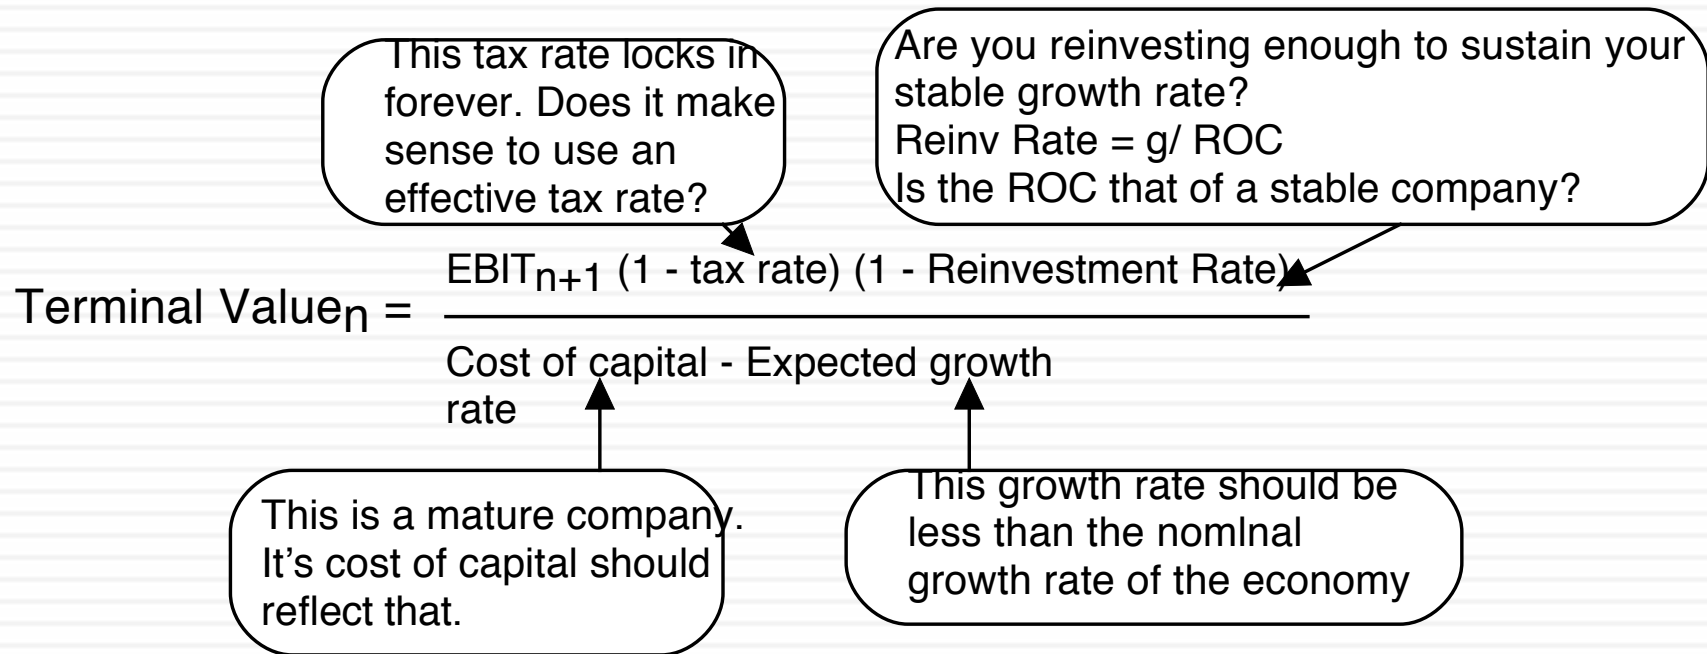 This tax rate locks in
forever. Does it make
sense to use an
effective tax rate?
Are you reinvesting enough to sustain your
stable growth rate?
Reinv Rate = g/ ROC
Is the ROC that of a stable company?
EBITn+1 (1 - tax rate) (1 - Reinvestment Rate)
Terminal Valuen =
Cost of capital - Expected growth
rate
This is a mature company.
It's cost of capital should
reflect that.
This growth rate should be
less than the nomlnal
growth rate of the economy